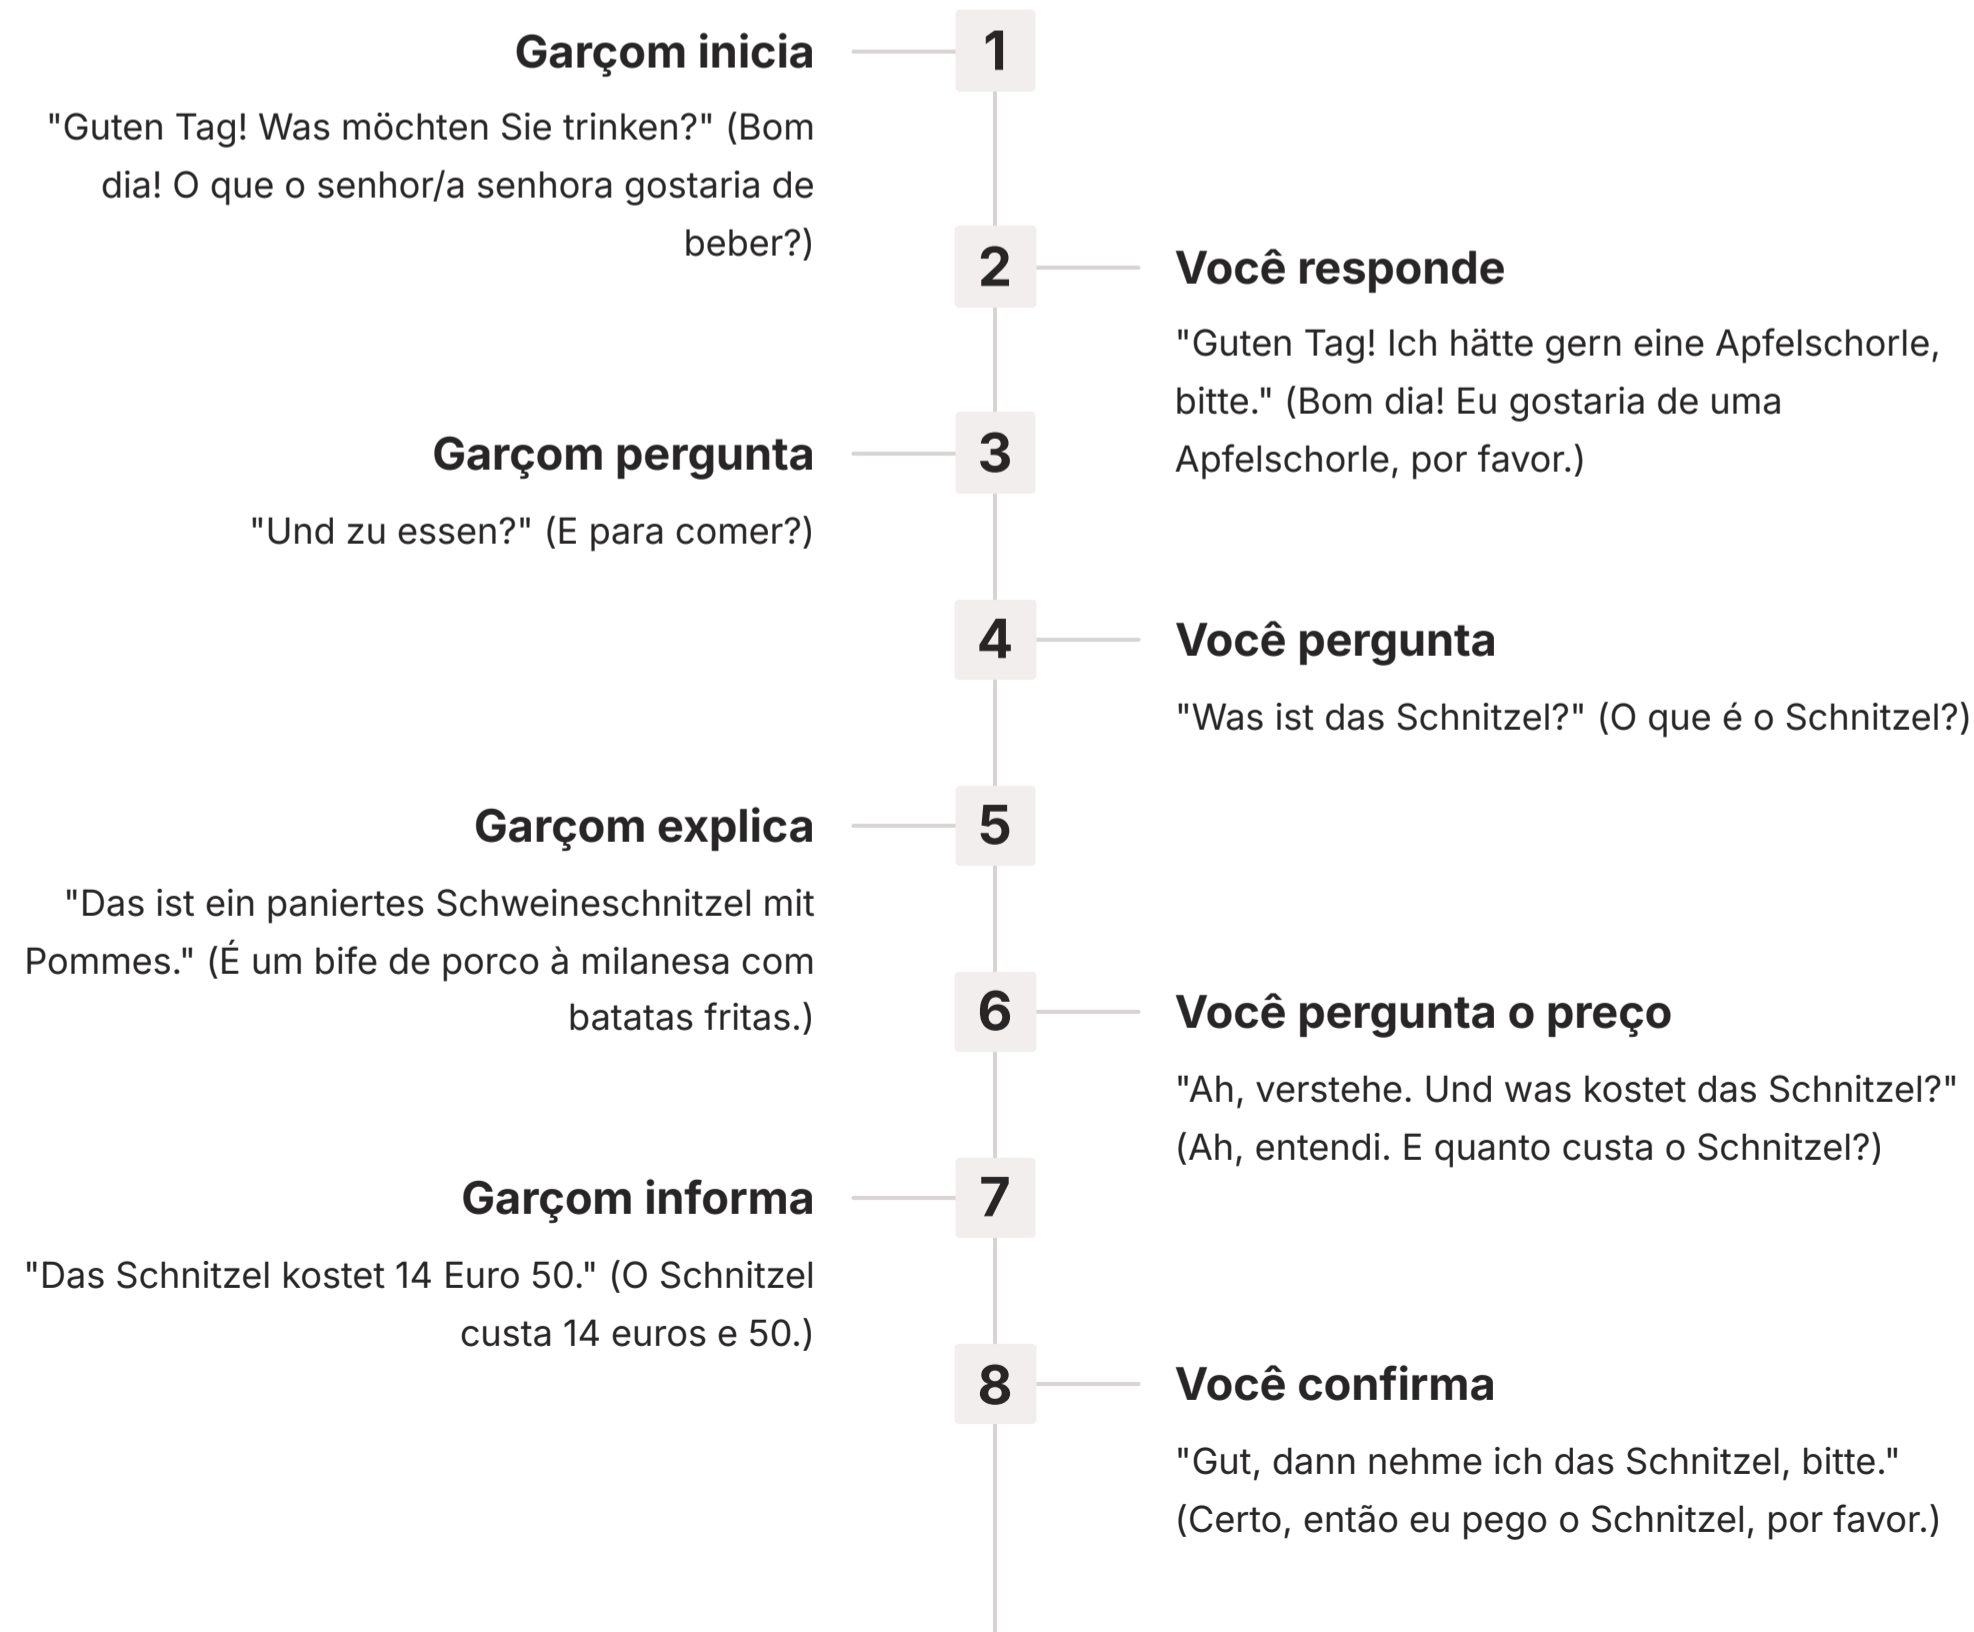 1
Garçom inicia
"Guten Tag! Was möchten Sie trinken?" (Bom
dia! O que o senhor/a senhora gostaria de
beber?)
2
Você responde
"Guten Tag! Ich hätte gern eine Apfelschorle,
bitte." (Bom dia! Eu gostaria de uma
Apfelschorle, por favor.)
3
Garçom pergunta
"Und zu essen?" (E para comer?)
4
Você pergunta
"Was ist das Schnitzel?" (O que é o Schnitzel?)
5
Garçom explica
"Das ist ein paniertes Schweineschnitzel mit
Pommes." (É um bife de porco à milanesa com
batatas fritas.)
6
Você pergunta o preço
"Ah, verstehe. Und was kostet das Schnitzel?"
(Ah, entendi. E quanto custa o Schnitzel?)
7
Garçom informa
"Das Schnitzel kostet 14 Euro 50." (O Schnitzel
custa 14 euros e 50.)
8
Você confirma
"Gut, dann nehme ich das Schnitzel, bitte."
(Certo, então eu pego o Schnitzel, por favor.)